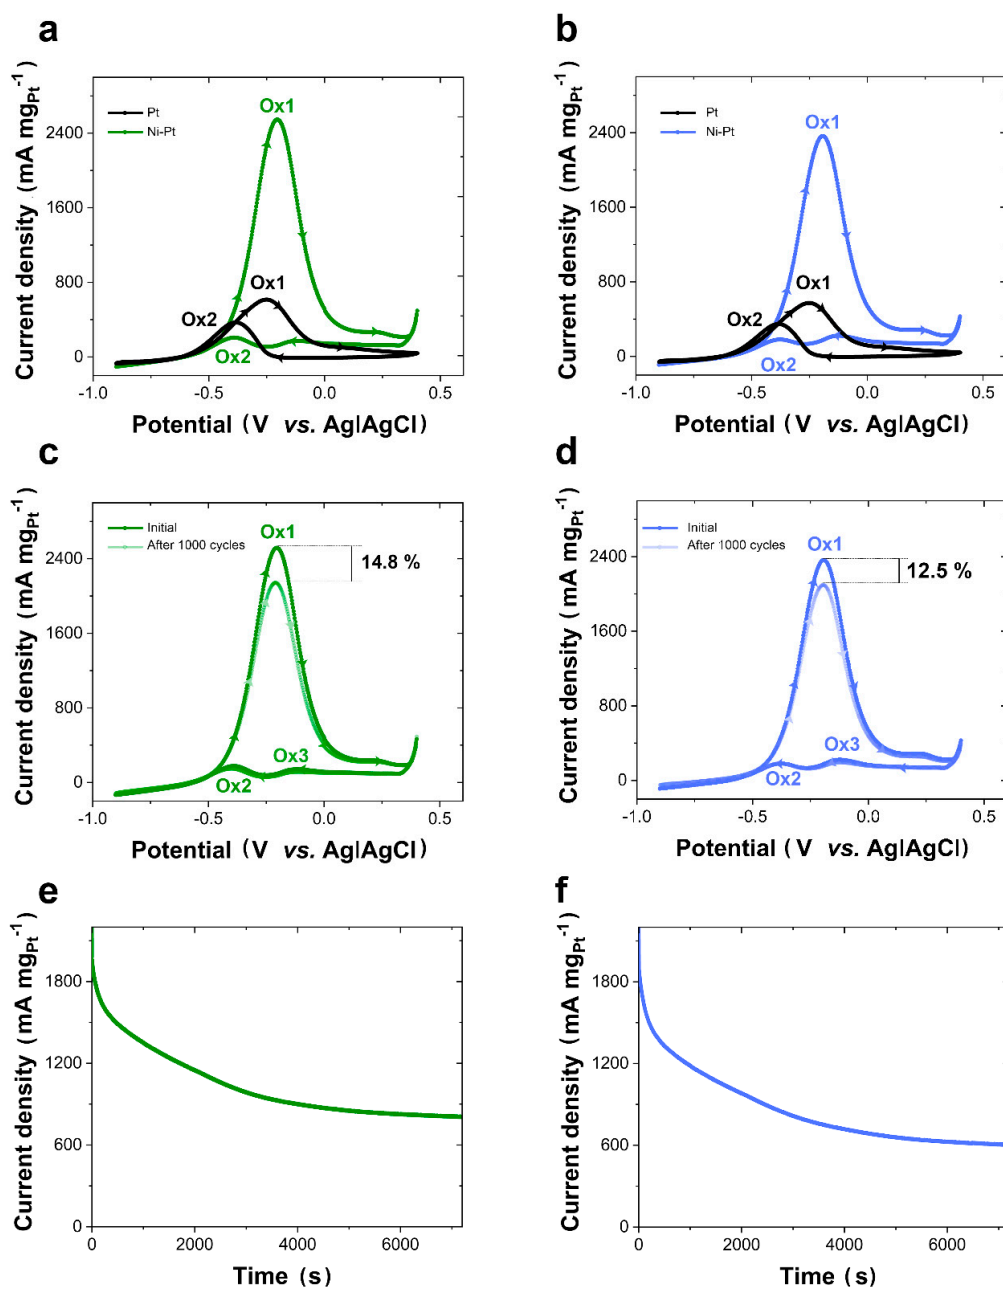 a
Current density (mA mgPt-1)
2400
1600
800
0
Pt
Ni-Pt
Ox1
Ox1
Ox2
Ox2
-1.0 -0.5 0.0 0.5
Potential (V vs. Ag|AgCl)
b
Current density (mA mgPt-1)
2400
1600
800
0
Pt
Ni-Pt
Ox1
Ox1
Ox2
Ox2
-1.0 -0.5 0.0 0.5
Potential (V vs. Ag|AgCl)
c
Current density (mA mgPt-1)
2400
1600
800
0
Initial
After 1000 cycles
Ox1
14.8 %
Ox3
Ox2
-1.0 -0.5 0.0 0.5
Potential (V vs. Ag|AgCl)
d
Current density (mA mgPt-1)
2400
1600
800
0
Initial
After 1000 cycles
Ox1
12.5 %
Ox3
Ox2
-1.0 -0.5 0.0 0.5
Potential (V vs. Ag|AgCl)
e
Current density (mA mgPt-1)
1800
1200
600
0
0 2000 4000 6000
Time (s)
f
Current density (mA mgPt-1)
1800
1200
600
0
0 2000 4000 6000
Time (s)